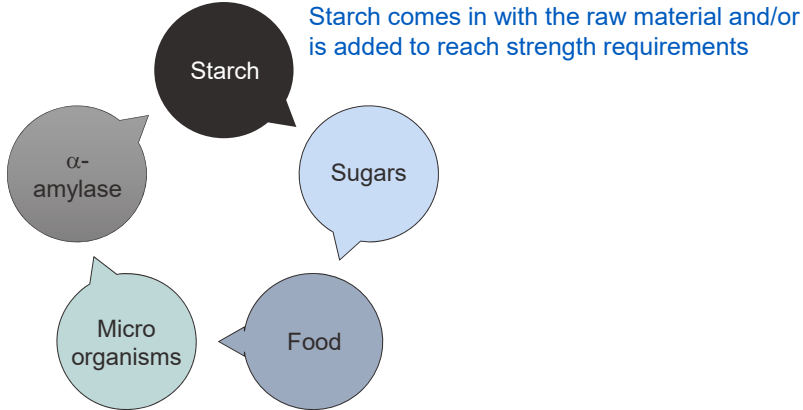 Starch comes in with the raw material and/or
is added to reach strength requirements
Starch
Sugars
Food
Micro
organisms
α-
amylase